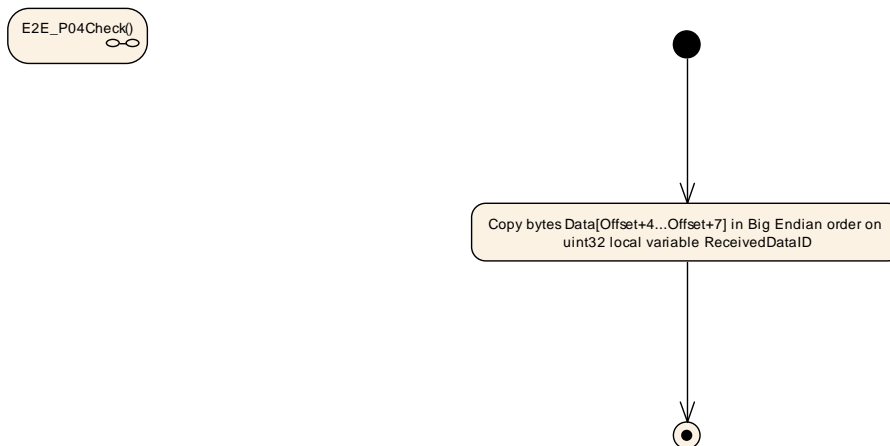 E2E_P04Check()
Copy bytes Data[Offset+4...Offset+7] in Big Endian order on
uint32 local variable ReceivedDataID